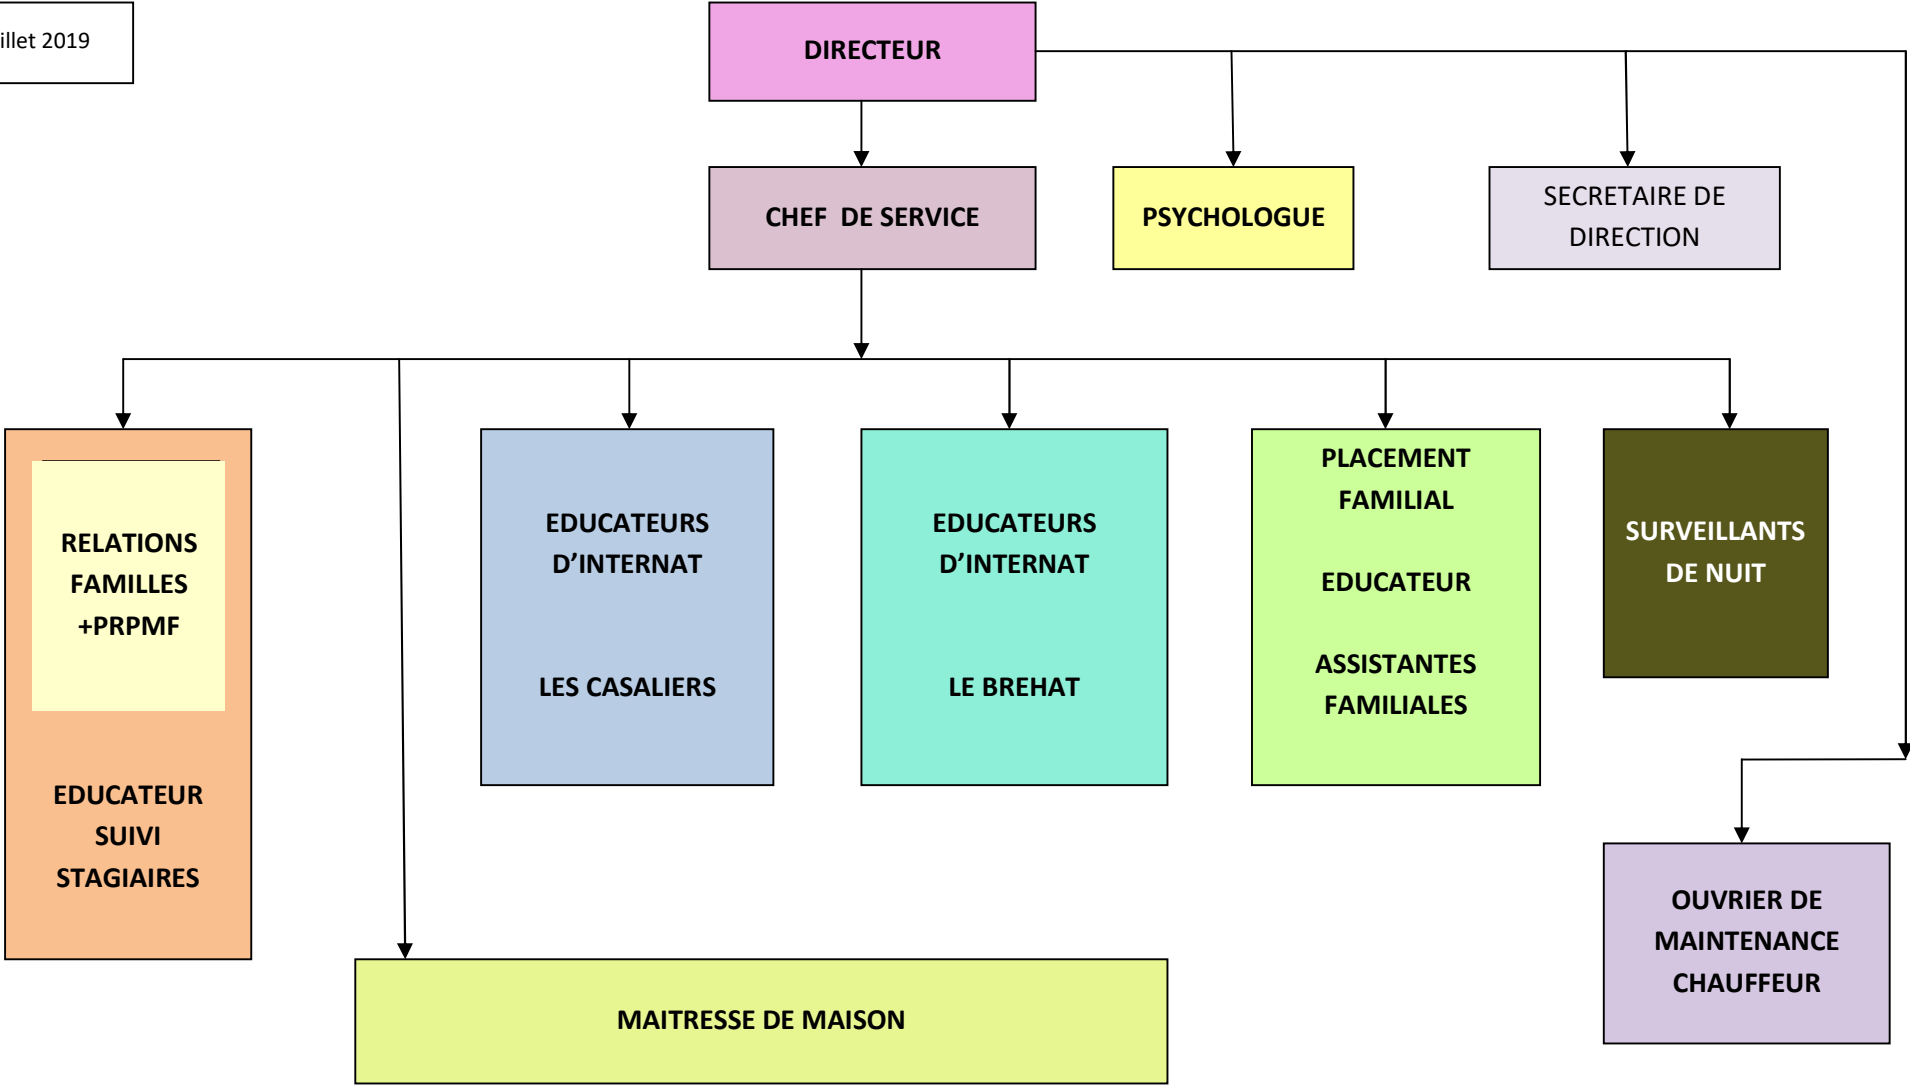 illet 2019
DIRECTEUR
CHEF DE SERVICE
PSYCHOLOGUE
SECRETAIRE DE
DIRECTION
RELATIONS
FAMILLES
+PRPMF
EDUCATEUR
SUIVI
STAGIAIRES
EDUCATEURS
D’INTERNAT
LES CASALIERS
EDUCATEURS
D’INTERNAT
LE BREHAT
PLACEMENT
FAMILIAL
EDUCATEUR
ASSISTANTES
FAMILIALES
SURVEILLANTS
DE NUIT
OUVRIER DE
MAINTENANCE
CHAUFFEUR
MAITRESSE DE MAISON